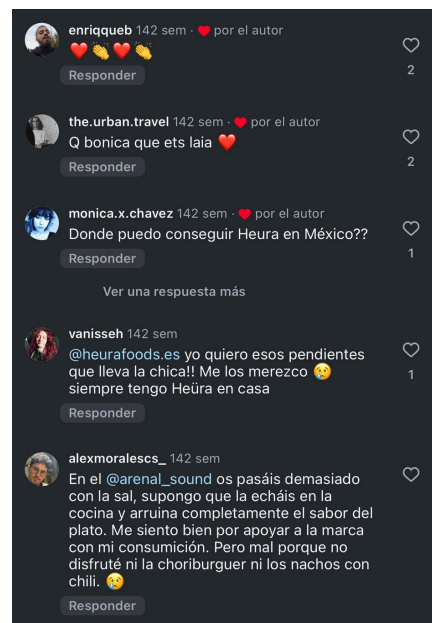 enriqqueb 142 sem · ❤️ por el autor
❤️👏❤️👏
Responder
2
the.urban.travel 142 sem · ❤️ por el autor
Q bonica que ets laia ❤️
Responder
2
monica.x.chavez 142 sem · ❤️ por el autor
Donde puedo conseguir Heura en México??
Responder
1
Ver una respuesta más
vanisseh 142 sem
@heurafoods.es yo quiero esos pendientes
que lleva la chica!! Me los merezco 😢
siempre tengo Heüra en casa
Responder
1
alexmoralescs_ 142 sem
En el @arenal_sound os pasáis demasiado
con la sal, supongo que la echáis en la
cocina y arruina completamente el sabor del
plato. Me siento bien por apoyar a la marca
con mi consumición. Pero mal porque no
disfruté ni la choriburguer ni los nachos con
chili. 😢
Responder